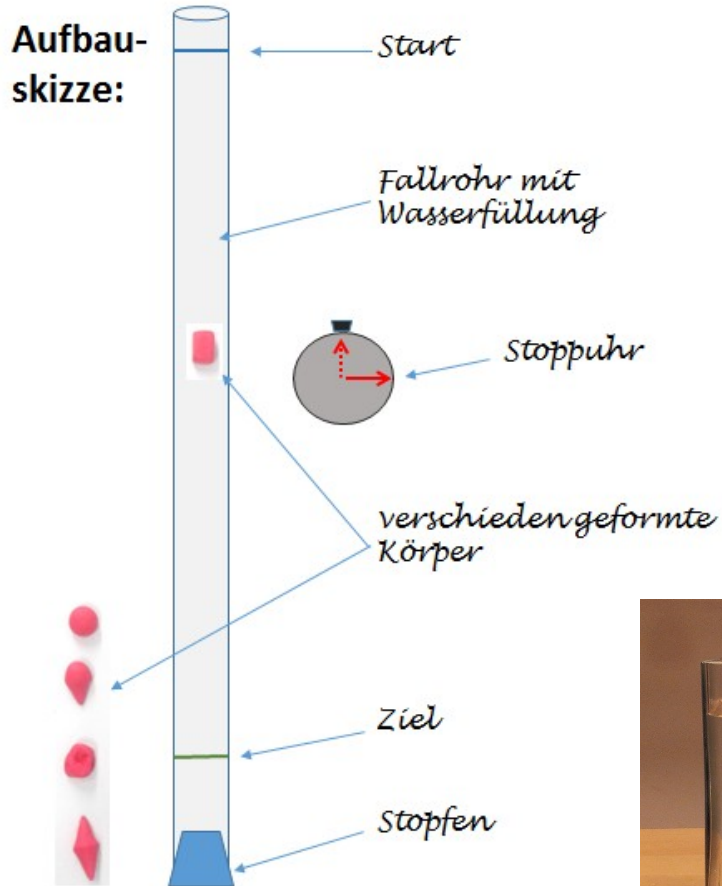 Aufbau-
skizze:
Start
Fallrohr mit
Wasserfüllung
Stoppuhr
verschieden geformte
Körper
Ziel
Stopfen